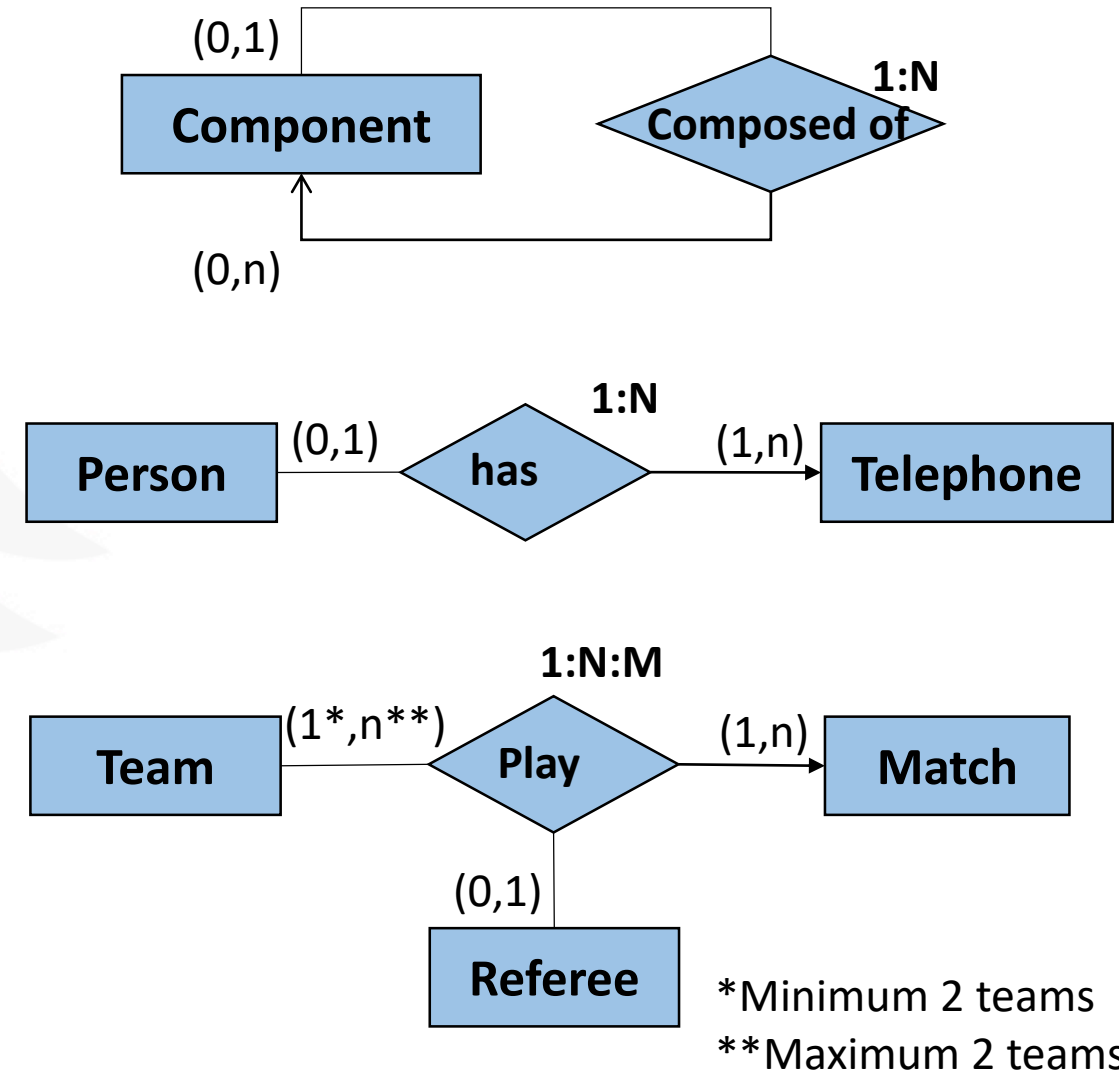 (0,1)
1:N
Component
Composed of
(0,n)
1:N
Person
(0,1)
has
(1,n)
Telephone
1:N:M
Team
(1*,n**)
Play
(1,n)
Match
(0,1)
Referee
*Minimum 2 teams
**Maximum 2 teams